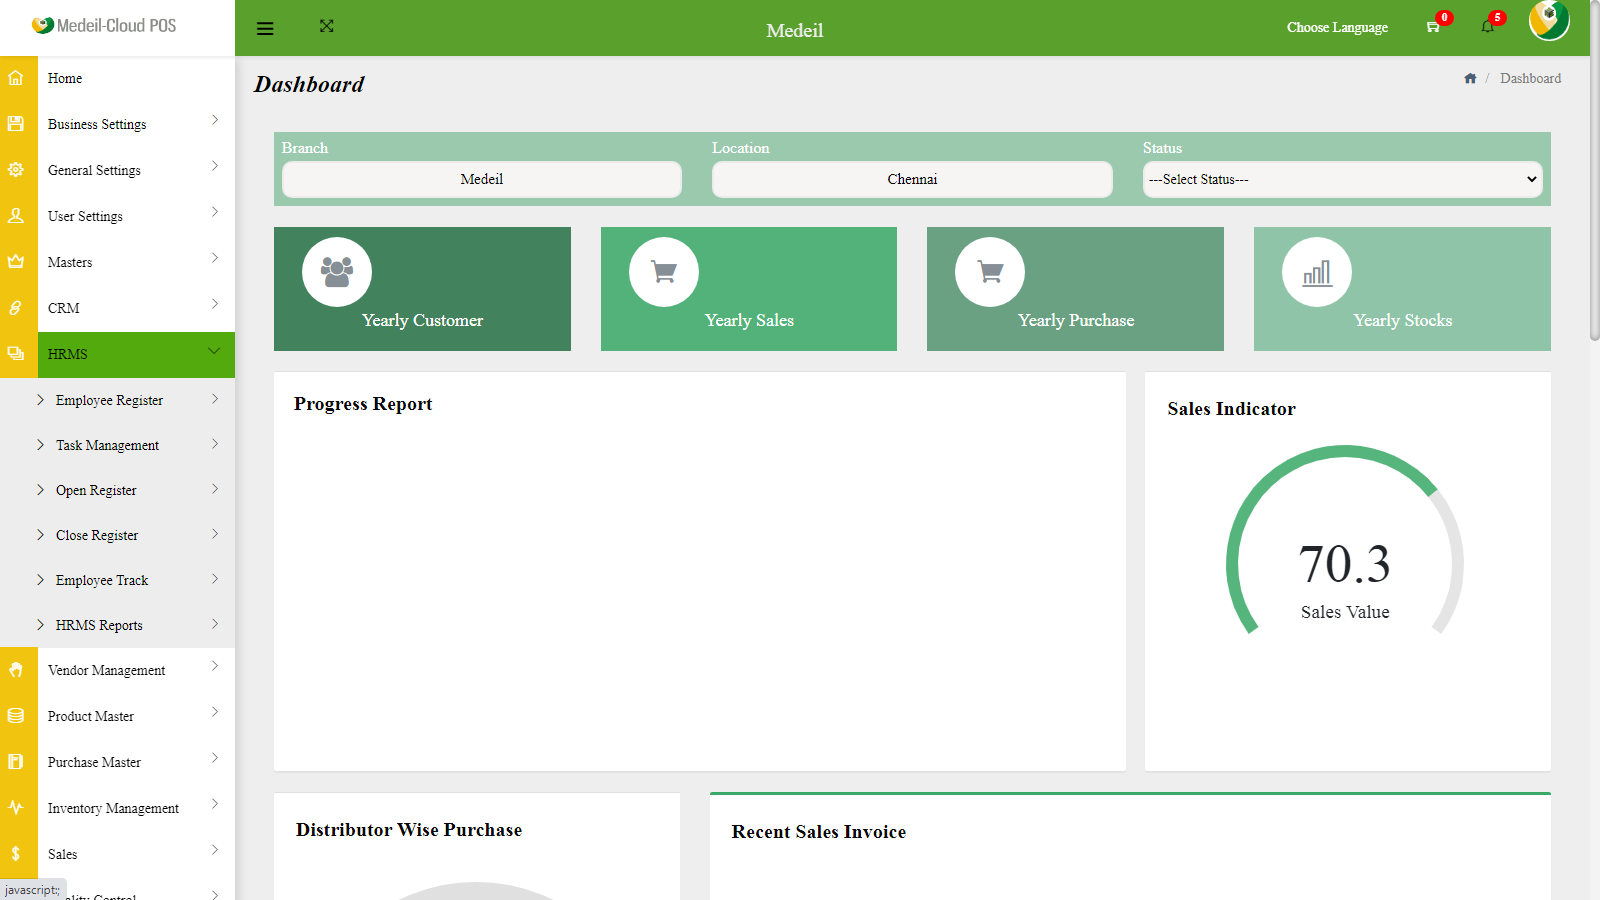 Medeil-Cloud POS
Medeil
Choose Language
0
5
Home
Business Settings
General Settings
User Settings
Masters
CRM
HRMS
Employee Register
Task Management
Open Register
Close Register
Employee Track
HRMS Reports
Vendor Management
Product Master
Purchase Master
Inventory Management
Sales
javascript:;
Dashboard
/ Dashboard
Branch
Location
Status
Medeil
Chennai
---Select Status---
Yearly Customer
Yearly Sales
Yearly Purchase
Yearly Stocks
Progress Report
Sales Indicator
70.3
Sales Value
Distributor Wise Purchase
Recent Sales Invoice